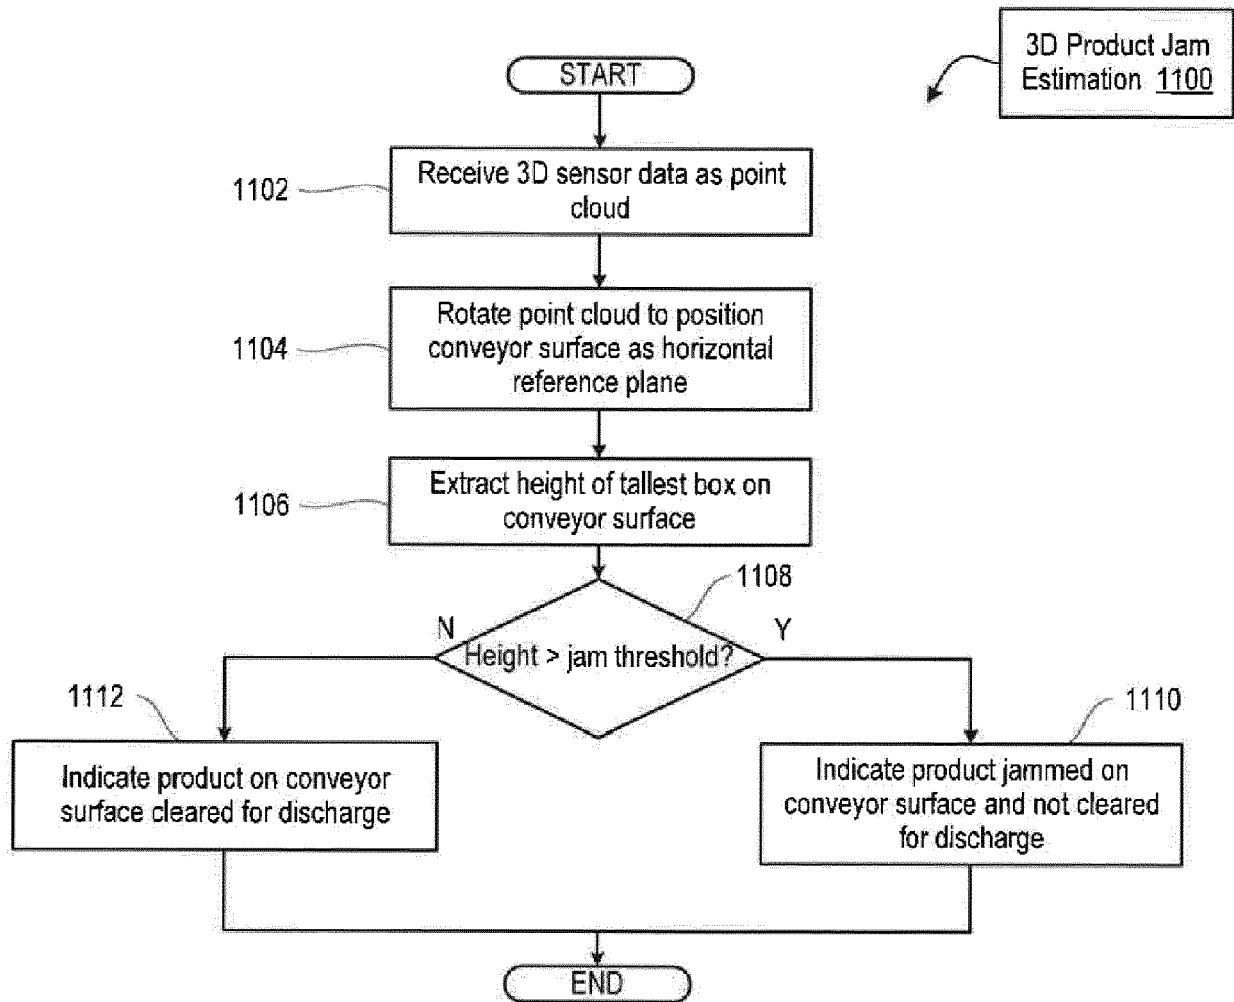 3D Product Jam
Estimation 1100
START
1102
Receive 3D sensor data as point
cloud
1104
Rotate point cloud to position
conveyor surface as horizontal
reference plane
1106
Extract height of tallest box on
conveyor surface
1108
N
Y
Height > jam threshold?
1112
1110
Indicate product on conveyor
surface cleared for discharge
Indicate product jammed on
conveyor surface and not cleared
for discharge
END